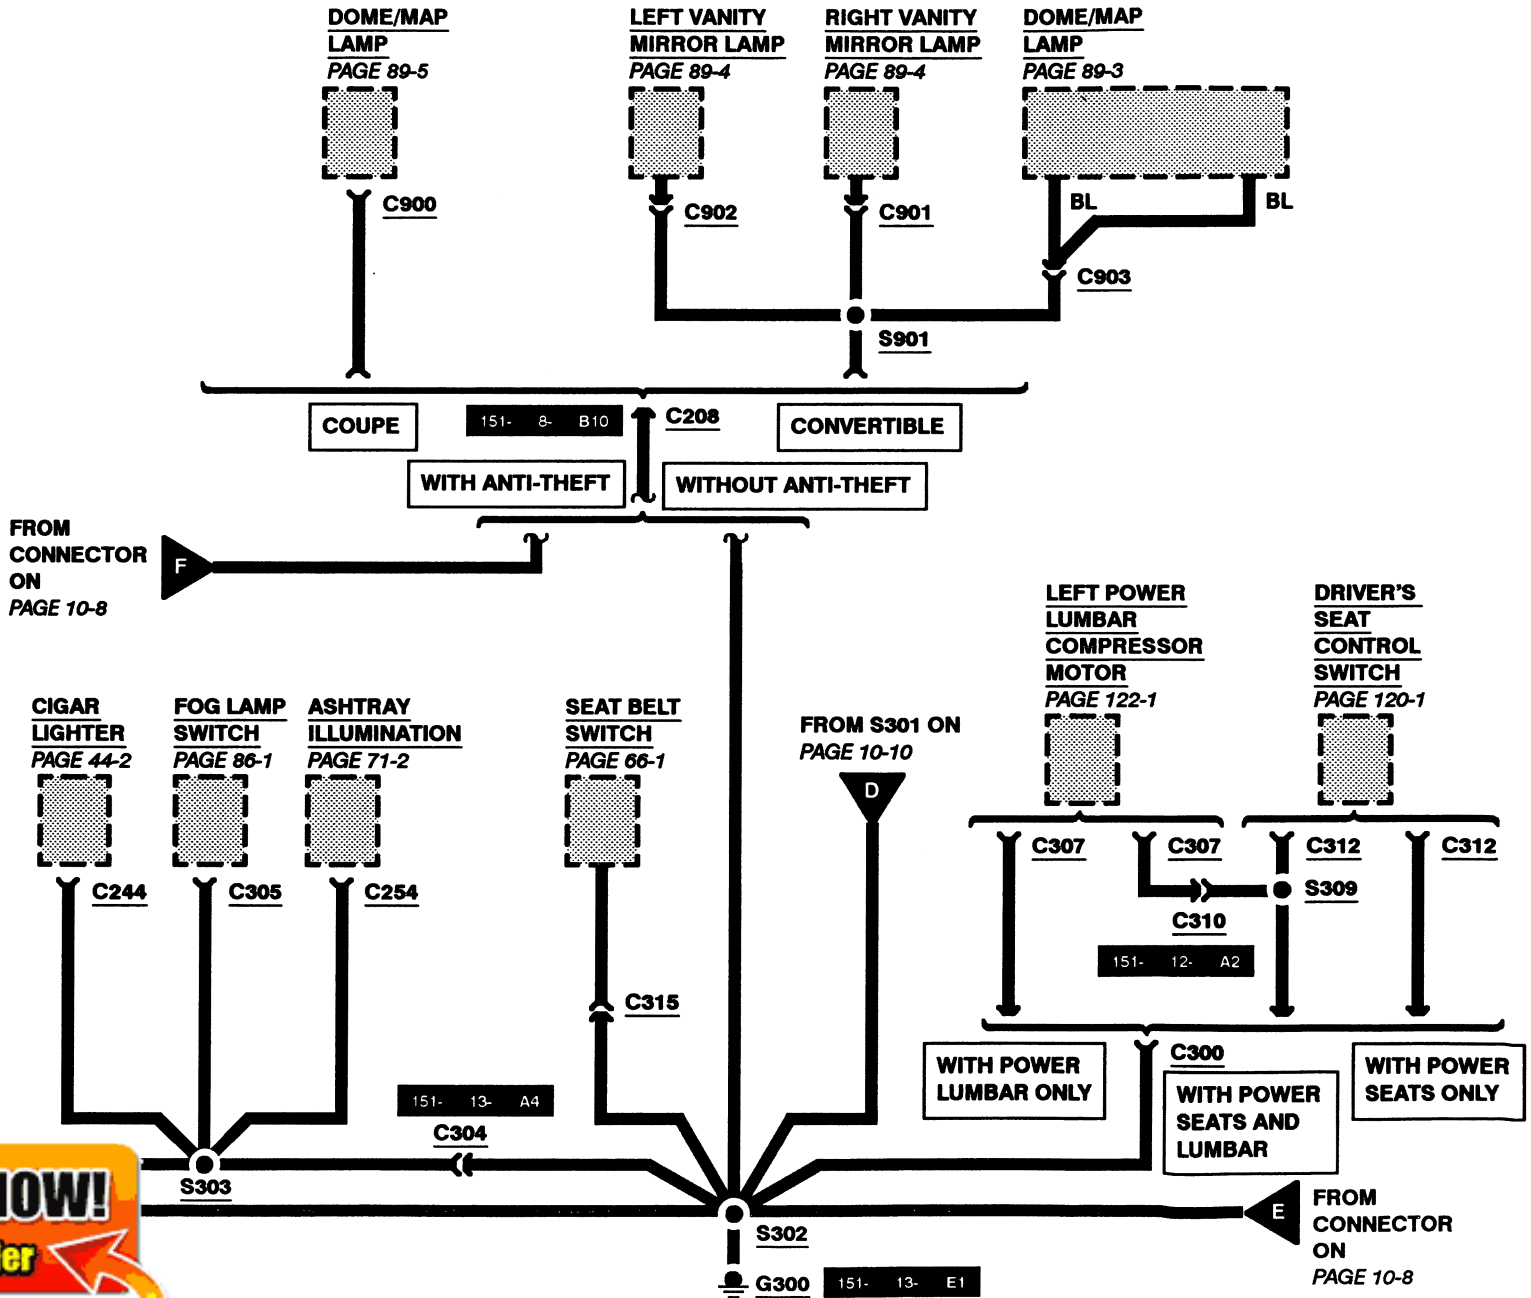 DOME/MAP
LAMP
PAGE 89-5
LEFT VANITY
MIRROR LAMP
PAGE 89-4
RIGHT VANITY
MIRROR LAMP
PAGE 89-4
DOME/MAP
LAMP
PAGE 89-3
C900
C902
C901
BL
BL
C903
S901
COUPE
151- 8- B10
C208
CONVERTIBLE
WITH ANTI-THEFT
WITHOUT ANTI-THEFT
FROM
CONNECTOR
ON
PAGE 10-8
F
LEFT POWER
LUMBAR
COMPRESSOR
MOTOR
PAGE 122-1
DRIVER'S
SEAT
CONTROL
SWITCH
PAGE 120-1
CIGAR
LIGHTER
PAGE 44-2
FOG LAMP
SWITCH
PAGE 86-1
ASHTRAY
ILLUMINATION
PAGE 71-2
SEAT BELT
SWITCH
PAGE 66-1
FROM S301 ON
PAGE 10-10
D
C307
C307
C312
C312
C244
C305
C254
S309
C310
151- 12- A2
C315
C300
WITH POWER
LUMBAR ONLY
WITH POWER
SEATS AND
LUMBAR
WITH POWER
SEATS ONLY
151- 13- A4
C304
S303
S302
E
FROM
CONNECTOR
ON
PAGE 10-8
G300
151- 13- E1
NOW!